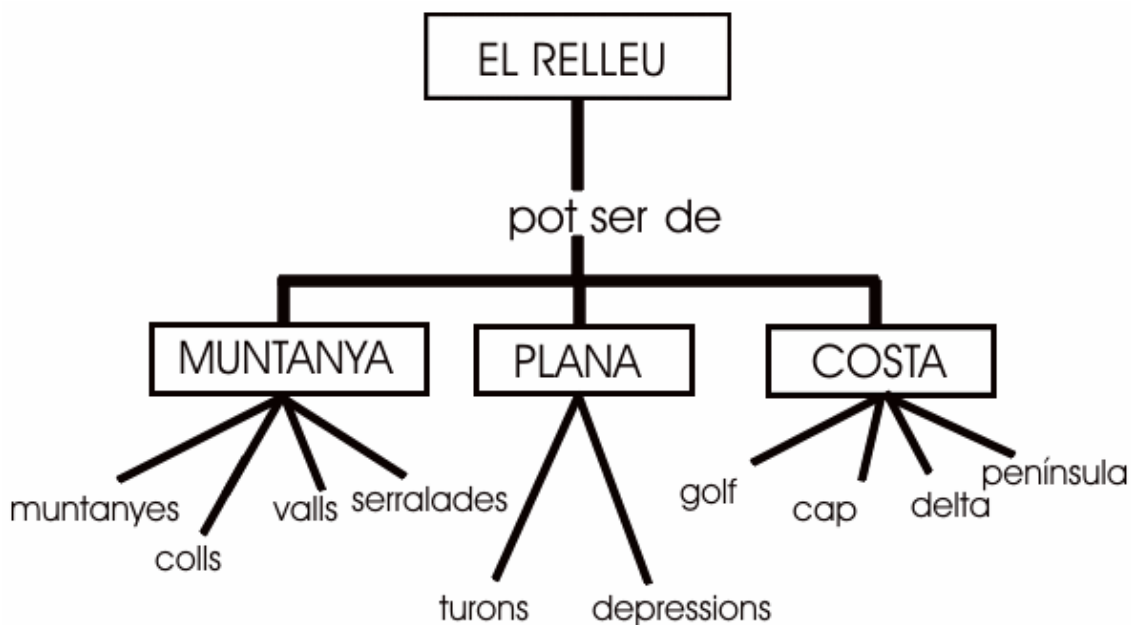 EL RELLEU
pot ser de
MUNTANYA
PLANA
COSTA
muntanyes
colls
valls
serralades
turons
depressions
golf
cap
delta
península